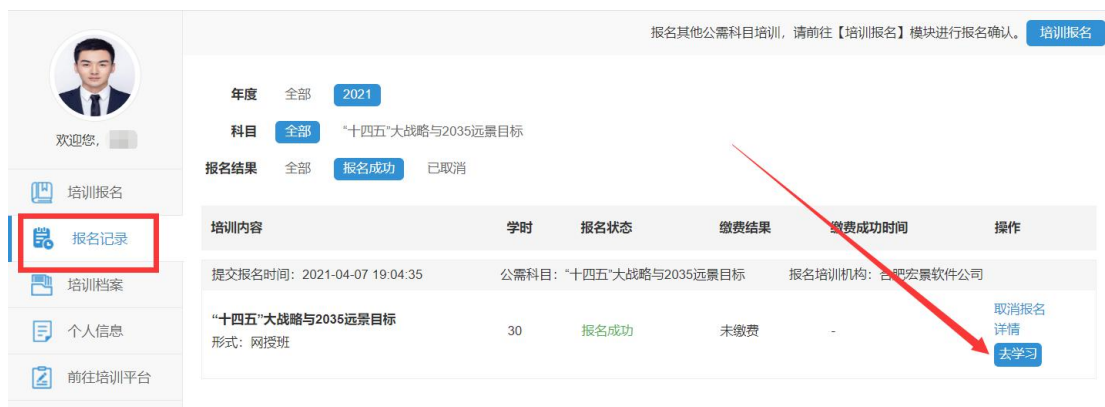 报名其他公需科目培训，请前往【培训报名】模块进行报名确认。 培训报名
欢迎您，
培训报名
报名记录
培训档案
个人信息
前往培训平台
年度 全部 2021
科目 全部 “十四五”大战略与2035远景目标
报名结果 全部 报名成功 已取消
培训内容 学时 报名状态 缴费结果 缴费成功时间 操作
提交报名时间：2021-04-07 19:04:35 公需科目：“十四五”大战略与2035远景目标 报名培训机构：合肥宏景软件公司
“十四五”大战略与2035远景目标
形式：网授班
30 报名成功 未缴费 -
取消报名
详情
去学习